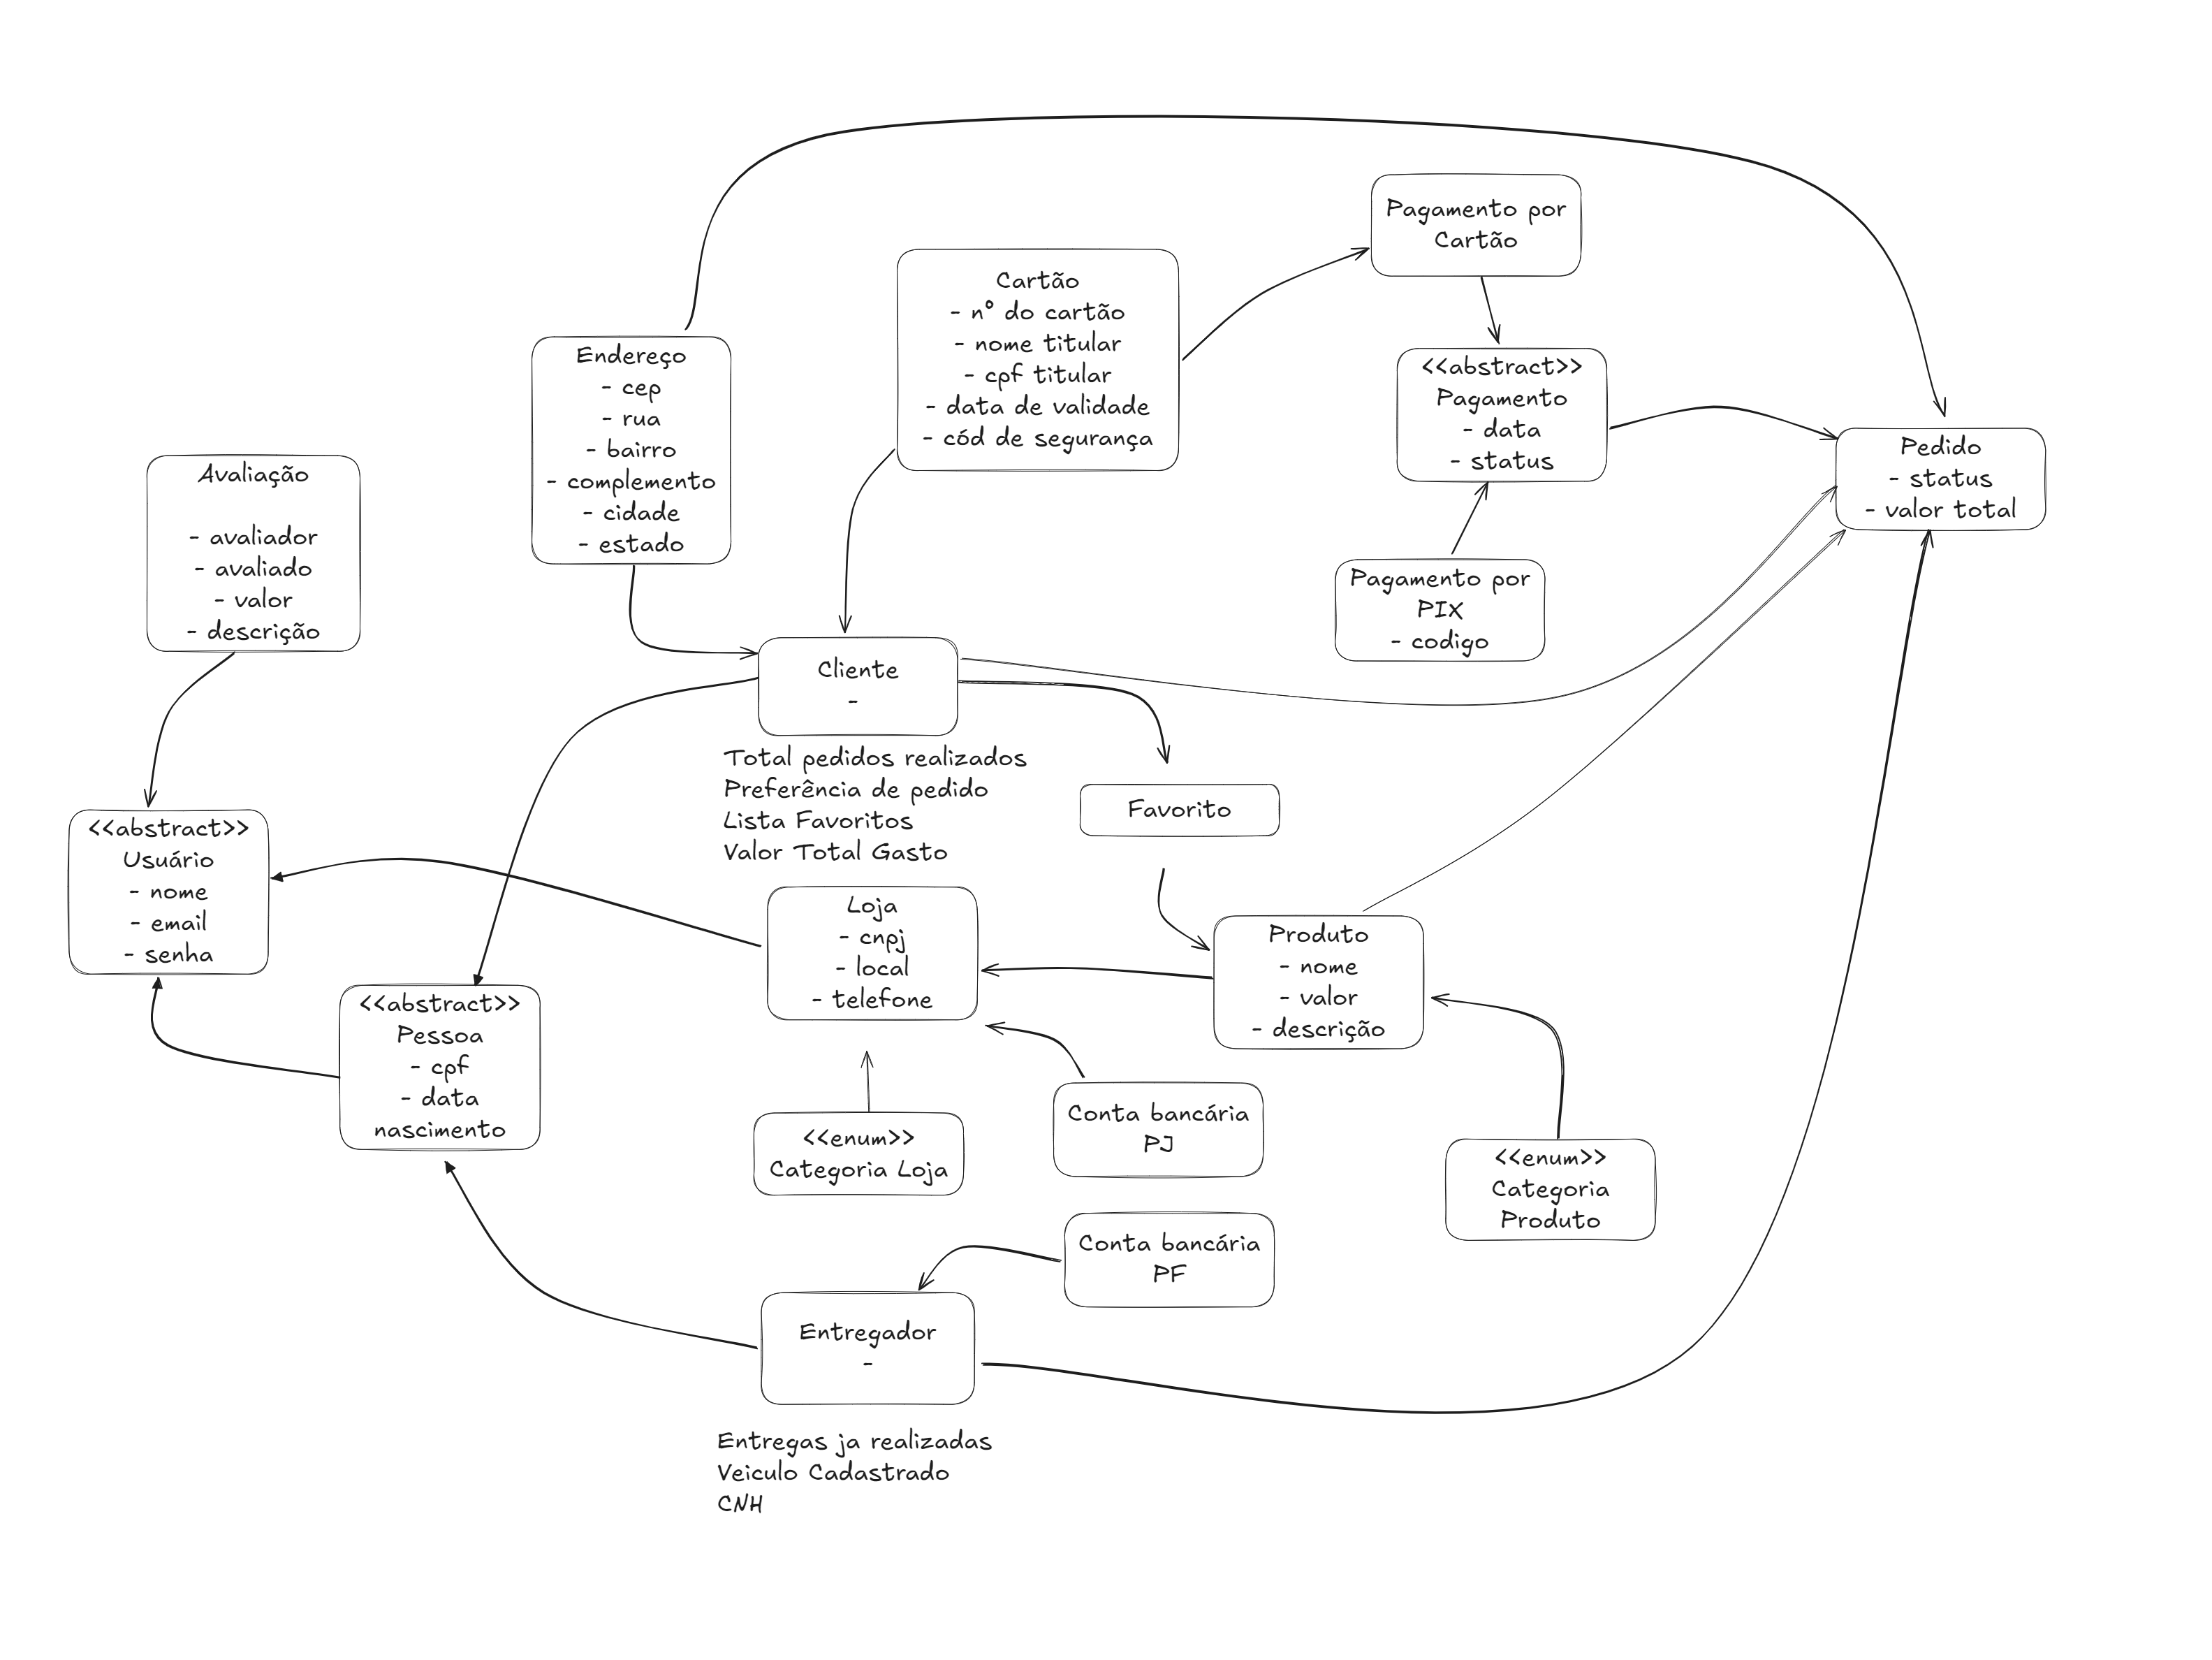 Pagamento por
Cartão
Cartão
- n° do cartão
- nome titular
- cpf titular
- data de validade
- cód de segurança
Endereço
- cep
- rua
- bairro
- complemento
- cidade
- estado
<<abstract>>
Pagamento
- data
- status
Pedido
- status
- valor total
Avaliação
- avaliador
- avaliado
- valor
- descrição
Pagamento por
PIX
- codigo
Cliente
-
Total pedidos realizados
Preferência de pedido
Lista Favoritos
Valor Total Gasto
Favorito
<<abstract>>
Usuário
- nome
- email
- senha
Loja
- cnpj
- local
- telefone
Produto
- nome
- valor
- descrição
<<abstract>>
Pessoa
- cpf
- data
nascimento
<<enum>>
Categoria Loja
Conta bancária
PJ
<<enum>>
Categoria
Produto
Conta bancária
PF
Entregador
-
Entregas ja realizadas
Veiculo Cadastrado
CNH